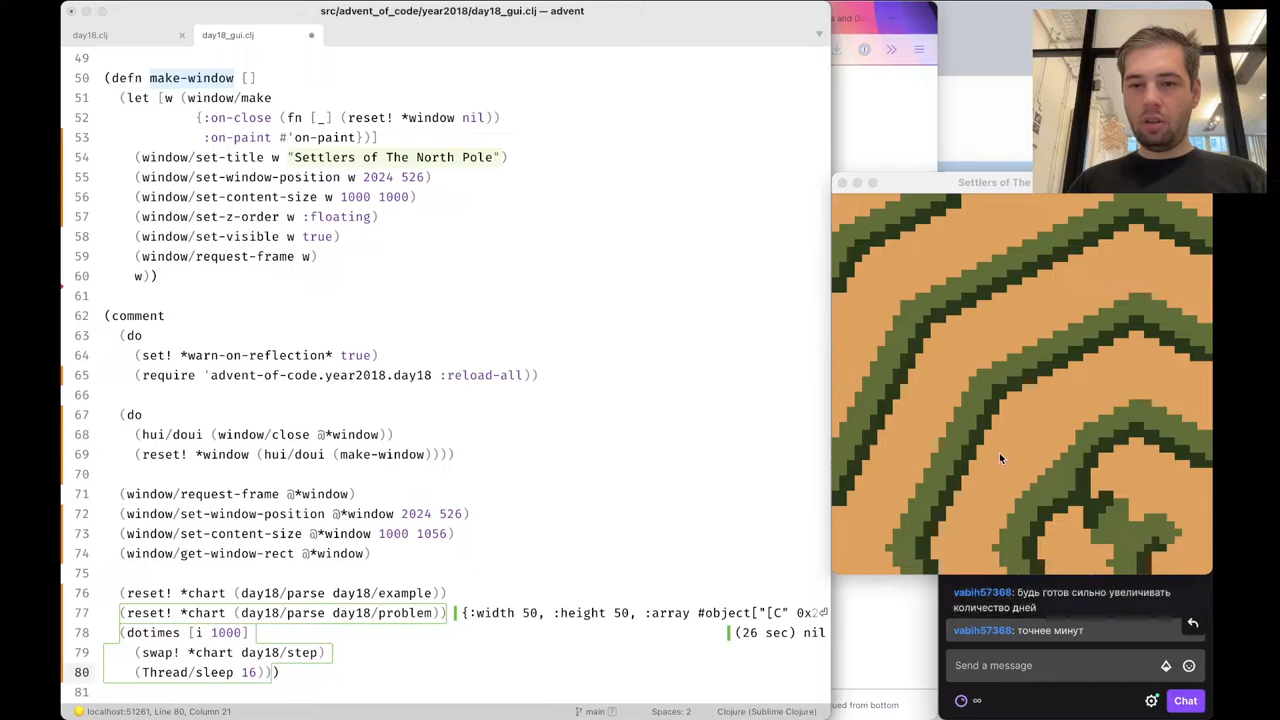 src/advent_of_code/year2018/day18_gui.clj — advent
day18.clj
day18_gui.clj
49
50 (defn make-window []
51 (let [w (window/make
52 {:on-close (fn [_] (reset! *window nil))
53 :on-paint #'on-paint})]
54 (window/set-title w "Settlers of The North Pole")
55 (window/set-window-position w 2024 526)
56 (window/set-content-size w 1000 1000)
57 (window/set-z-order w :floating)
58 (window/set-visible w true)
59 (window/request-frame w)
60 w))
61
62 (comment
63 (do
64 (set! *warn-on-reflection* true)
65 (require 'advent-of-code.year2018.day18 :reload-all))
66
67 (do
68 (hui/doui (window/close @*window))
69 (reset! *window (hui/doui (make-window))))
70
71 (window/request-frame @*window)
72 (window/set-window-position @*window 2024 526)
73 (window/set-content-size @*window 1000 1056)
74 (window/get-window-rect @*window)
75
76 (reset! *chart (day18/parse day18/example))
77 (reset! *chart (day18/parse day18/problem)) {:width 50, :height 50, :array #object["[C" 0x2
78 (dotimes [i 1000] (26 sec) nil
79 (swap! *chart day18/step)
80 (Thread/sleep 16)))
81
localhost:51261, Line 80, Column 21
main
7
Spaces: 2
Clojure (Sublime Clojure)
s and Da
Settlers of The
vabih57368: будь готов сильно увеличивать
количество дней
vabih57368: точнее минут
Send a message
∞
Chat
ued from bottom